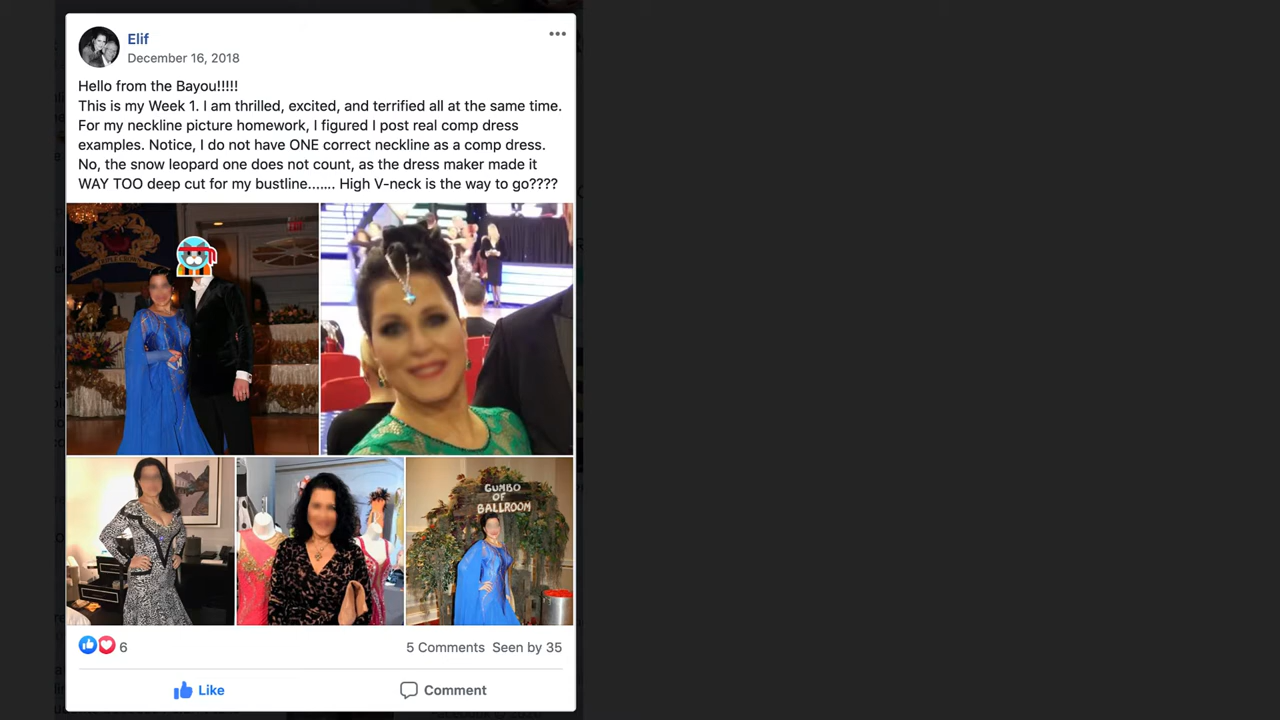 Elif
December 16, 2018
Hello from the Bayou!!!!!
This is my Week 1. I am thrilled, excited, and terrified all at the same time.
For my neckline picture homework, I figured I post real comp dress
examples. Notice, I do not have ONE correct neckline as a comp dress.
No, the snow leopard one does not count, as the dress maker made it
WAY TOO deep cut for my bustline....... High V-neck is the way to go????
GUMBO
OF
BALLROOM
6
5 Comments Seen by 35
Like
Comment